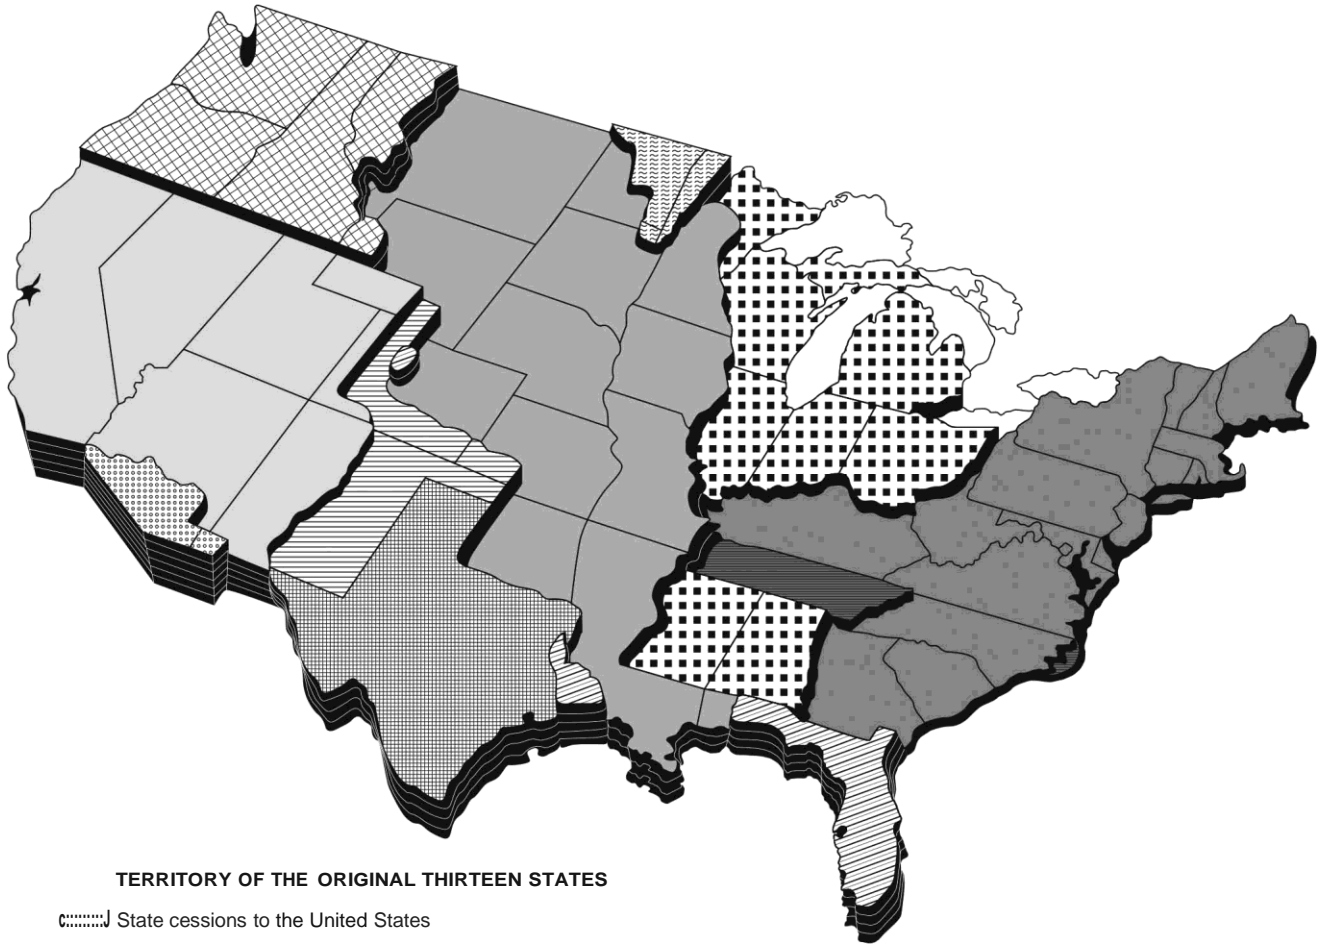 TERRITORY OF THE ORIGINAL THIRTEEN STATES
State cessions to the United States